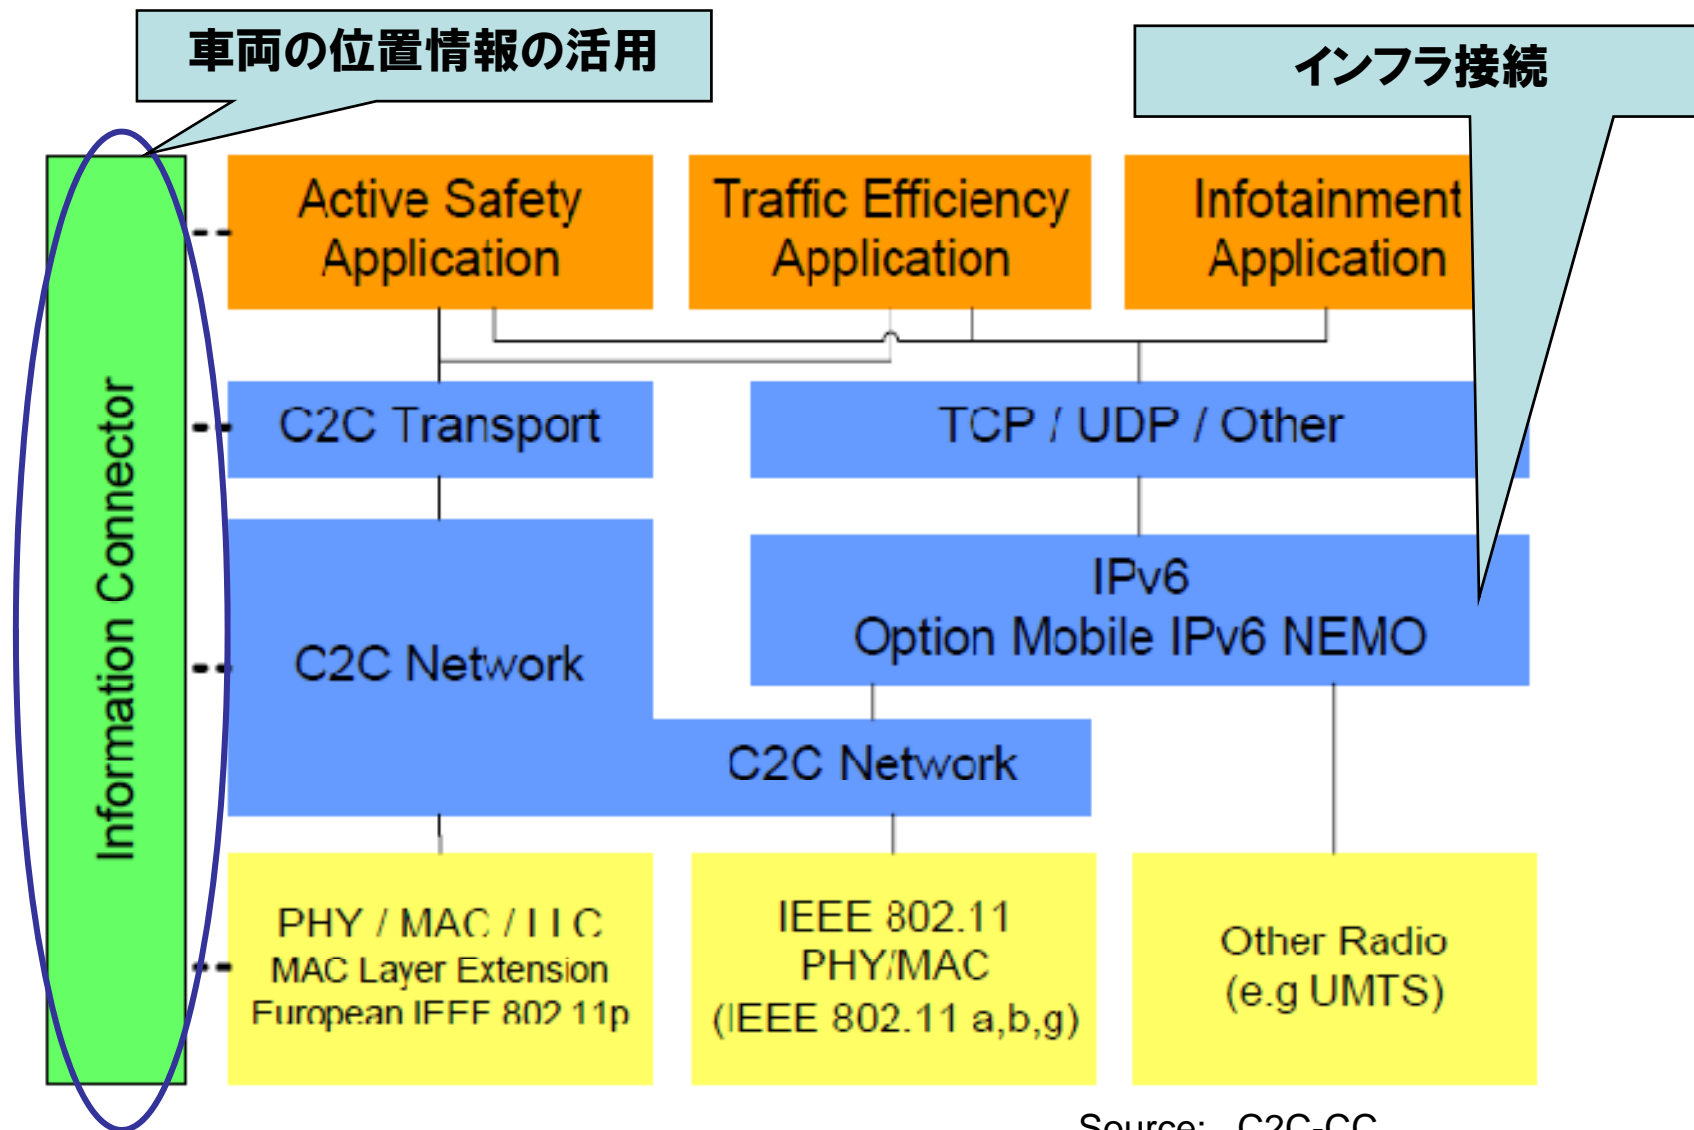 車両の位置情報の活用
インフラ接続
Active Safety
Application
Traffic Efficiency
Application
Infotainment
Application
Information Connector
C2C Transport
TCP / UDP / Other
C2C Network
IPv6
Option Mobile IPv6 NEMO
C2C Network
PHY / MAC / LLC
MAC Layer Extension
European IEEE 802 11p
IEEE 802.11
PHY/MAC
(IEEE 802.11 a,b,g)
Other Radio
(e.g UMTS)
Source: C2C-CC